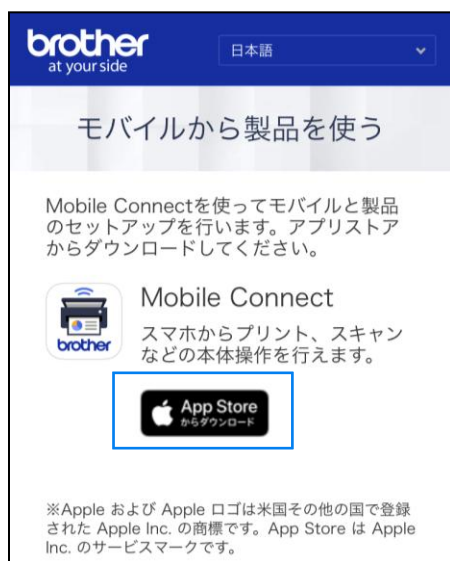 brother
at your side
日本語
モバイルから製品を使う
Mobile Connectを使ってモバイルと製品
のセットアップを行います。アプリストア
からダウンロードしてください。
Mobile Connect
brother
スマホからプリント、スキャン
などの本体操作を行えます。
App Store
からダウンロード
※Apple および Apple ロゴは米国その他の国で登録
された Apple Inc. の商標です。App Store は Apple
Inc. のサービスマークです。